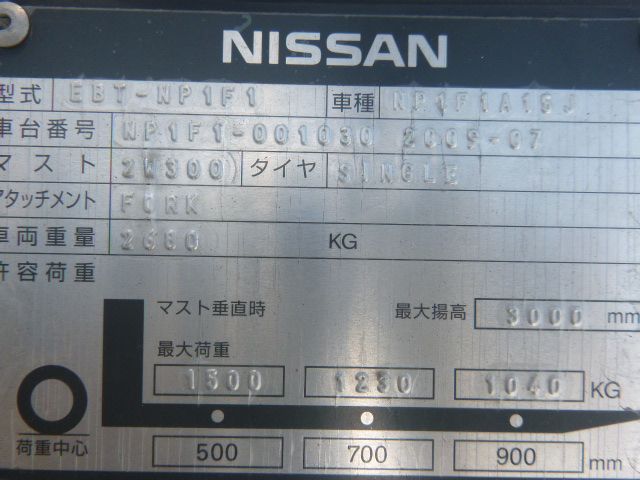 NISSAN
型式 EBT-NP1F1 車種 NP1F1A15J
車台番号 NP1F1-001030 2009-07
マスト 2W300 タイヤ SINGLE
アタッチメント FORK
車両重量 2680 KG
許容荷重
マスト垂直時 最大揚高 3000 mm
最大荷重
1500 1230 1040 KG
荷重中心 500 700 900 mm